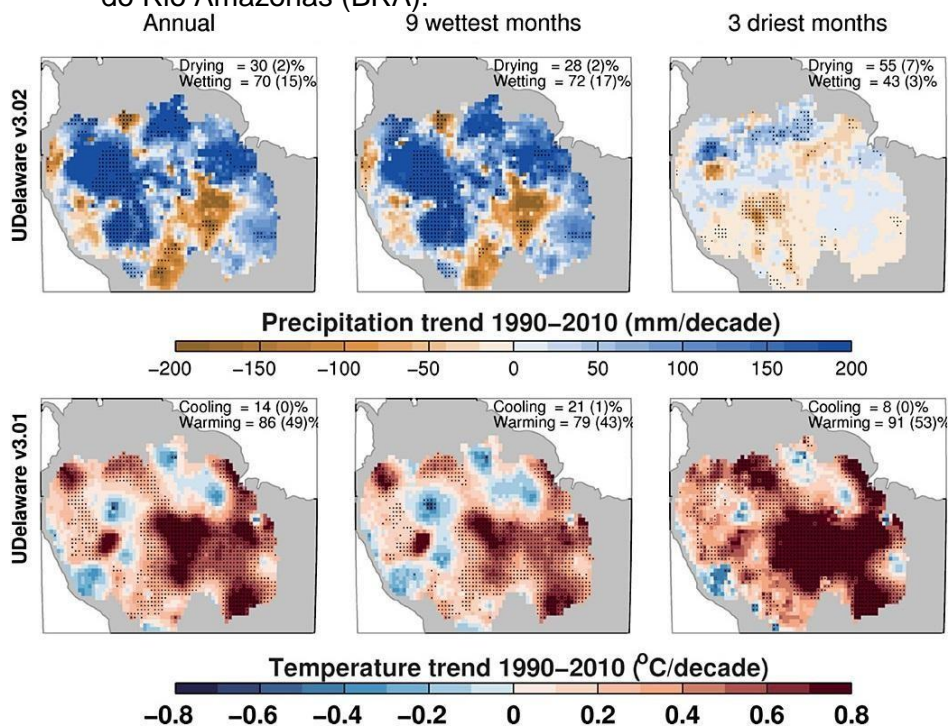 do Rio Amazonas (BRA).
Annual 9 wettest months 3 driest months
UDelaware v3.02
Drying = 30 (2)%
Wetting = 70 (15)%
Drying = 28 (2)%
Wetting = 72 (17)%
Drying = 55 (7)%
Wetting = 43 (3)%
Precipitation trend 1990–2010 (mm/decade)
−200 −150 −100 −50 0 50 100 150 200
UDelaware v3.01
Cooling = 14 (0)%
Warming = 86 (49)%
Cooling = 21 (1)%
Warming = 79 (43)%
Cooling = 8 (0)%
Warming = 91 (53)%
Temperature trend 1990–2010 (°C/decade)
−0.8 −0.6 −0.4 −0.2 0 0.2 0.4 0.6 0.8